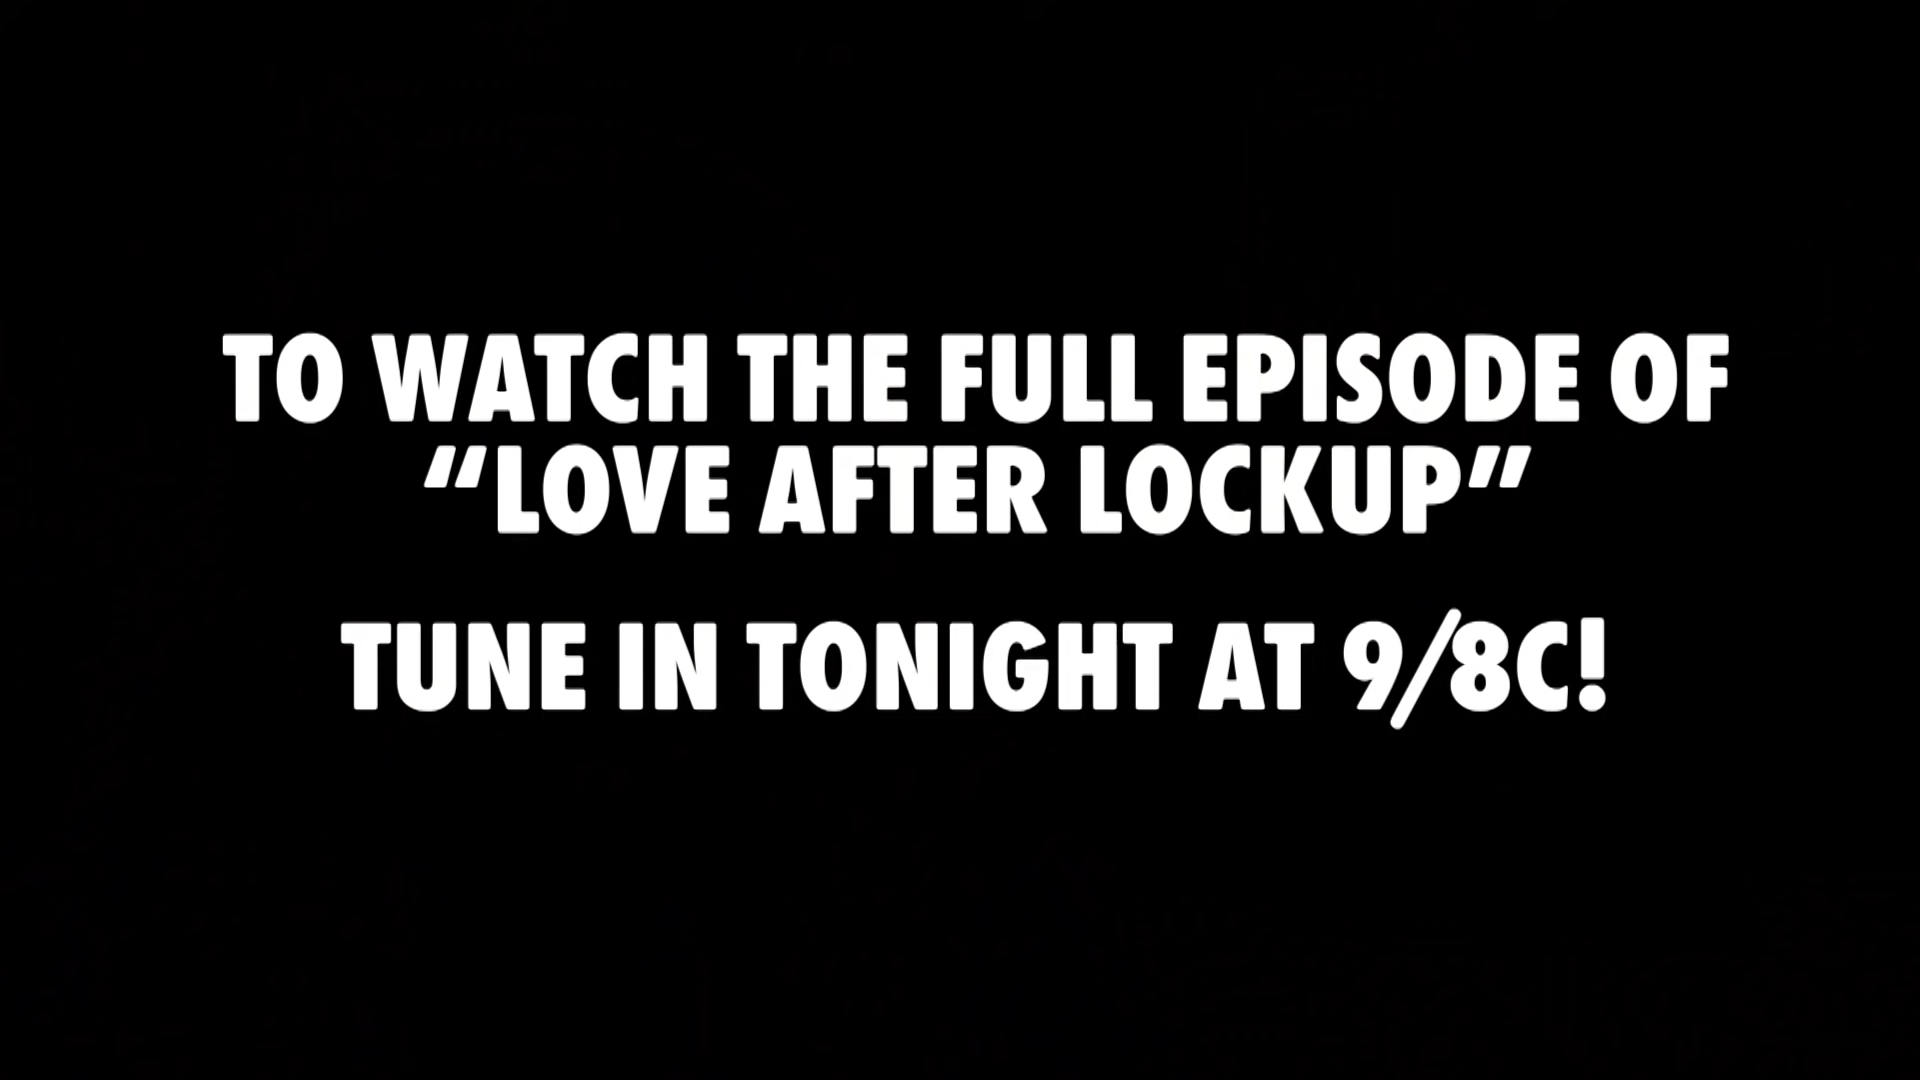 TO WATCH THE FULL EPISODE OF
“LOVE AFTER LOCKUP”
TUNE IN TONIGHT AT 9/8C!